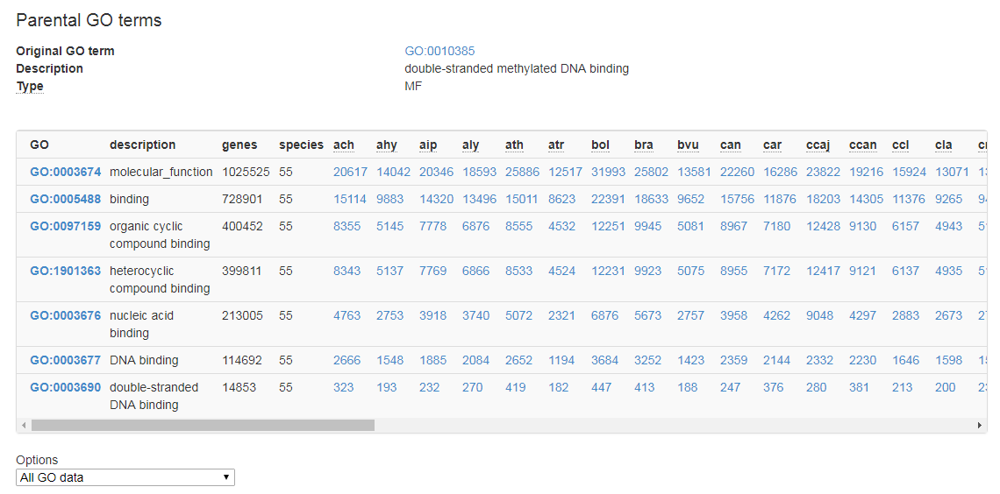 Parental GO terms
Original GO term GO:0010385
Description double-stranded methylated DNA binding
Type MF
GO description genes species ach ahy aip aly ath atr bol bra bvu can car ccaj ccan ccl cla
GO:0003674 molecular_function 1025525 55 20617 14042 20346 18593 25886 12517 31993 25802 13581 22260 16286 23822 19216 15924 13071
GO:0005488 binding 728901 55 15114 9883 14320 13496 15011 8623 22391 18633 9652 15756 11876 18203 14305 11376 9265
GO:0097159 organic cyclic 400452 55 8355 5145 7778 6876 8555 4532 12251 9945 5081 8967 7180 12428 9130 6157 4943
compound binding
GO:1901363 heterocyclic 399811 55 8343 5137 7769 6866 8533 4524 12231 9923 5075 8955 7172 12417 9121 6137 4935
compound binding
GO:0003676 nucleic acid 213005 55 4763 2753 3918 3740 5072 2321 6876 5673 2757 3958 4262 9048 4297 2883 2673
binding
GO:0003677 DNA binding 114692 55 2666 1548 1885 2084 2652 1194 3684 3252 1423 2359 2144 2332 2230 1646 1598
GO:0003690 double-stranded 14853 55 323 193 232 270 419 182 447 413 188 247 376 280 381 213 200
DNA binding
Options
All GO data